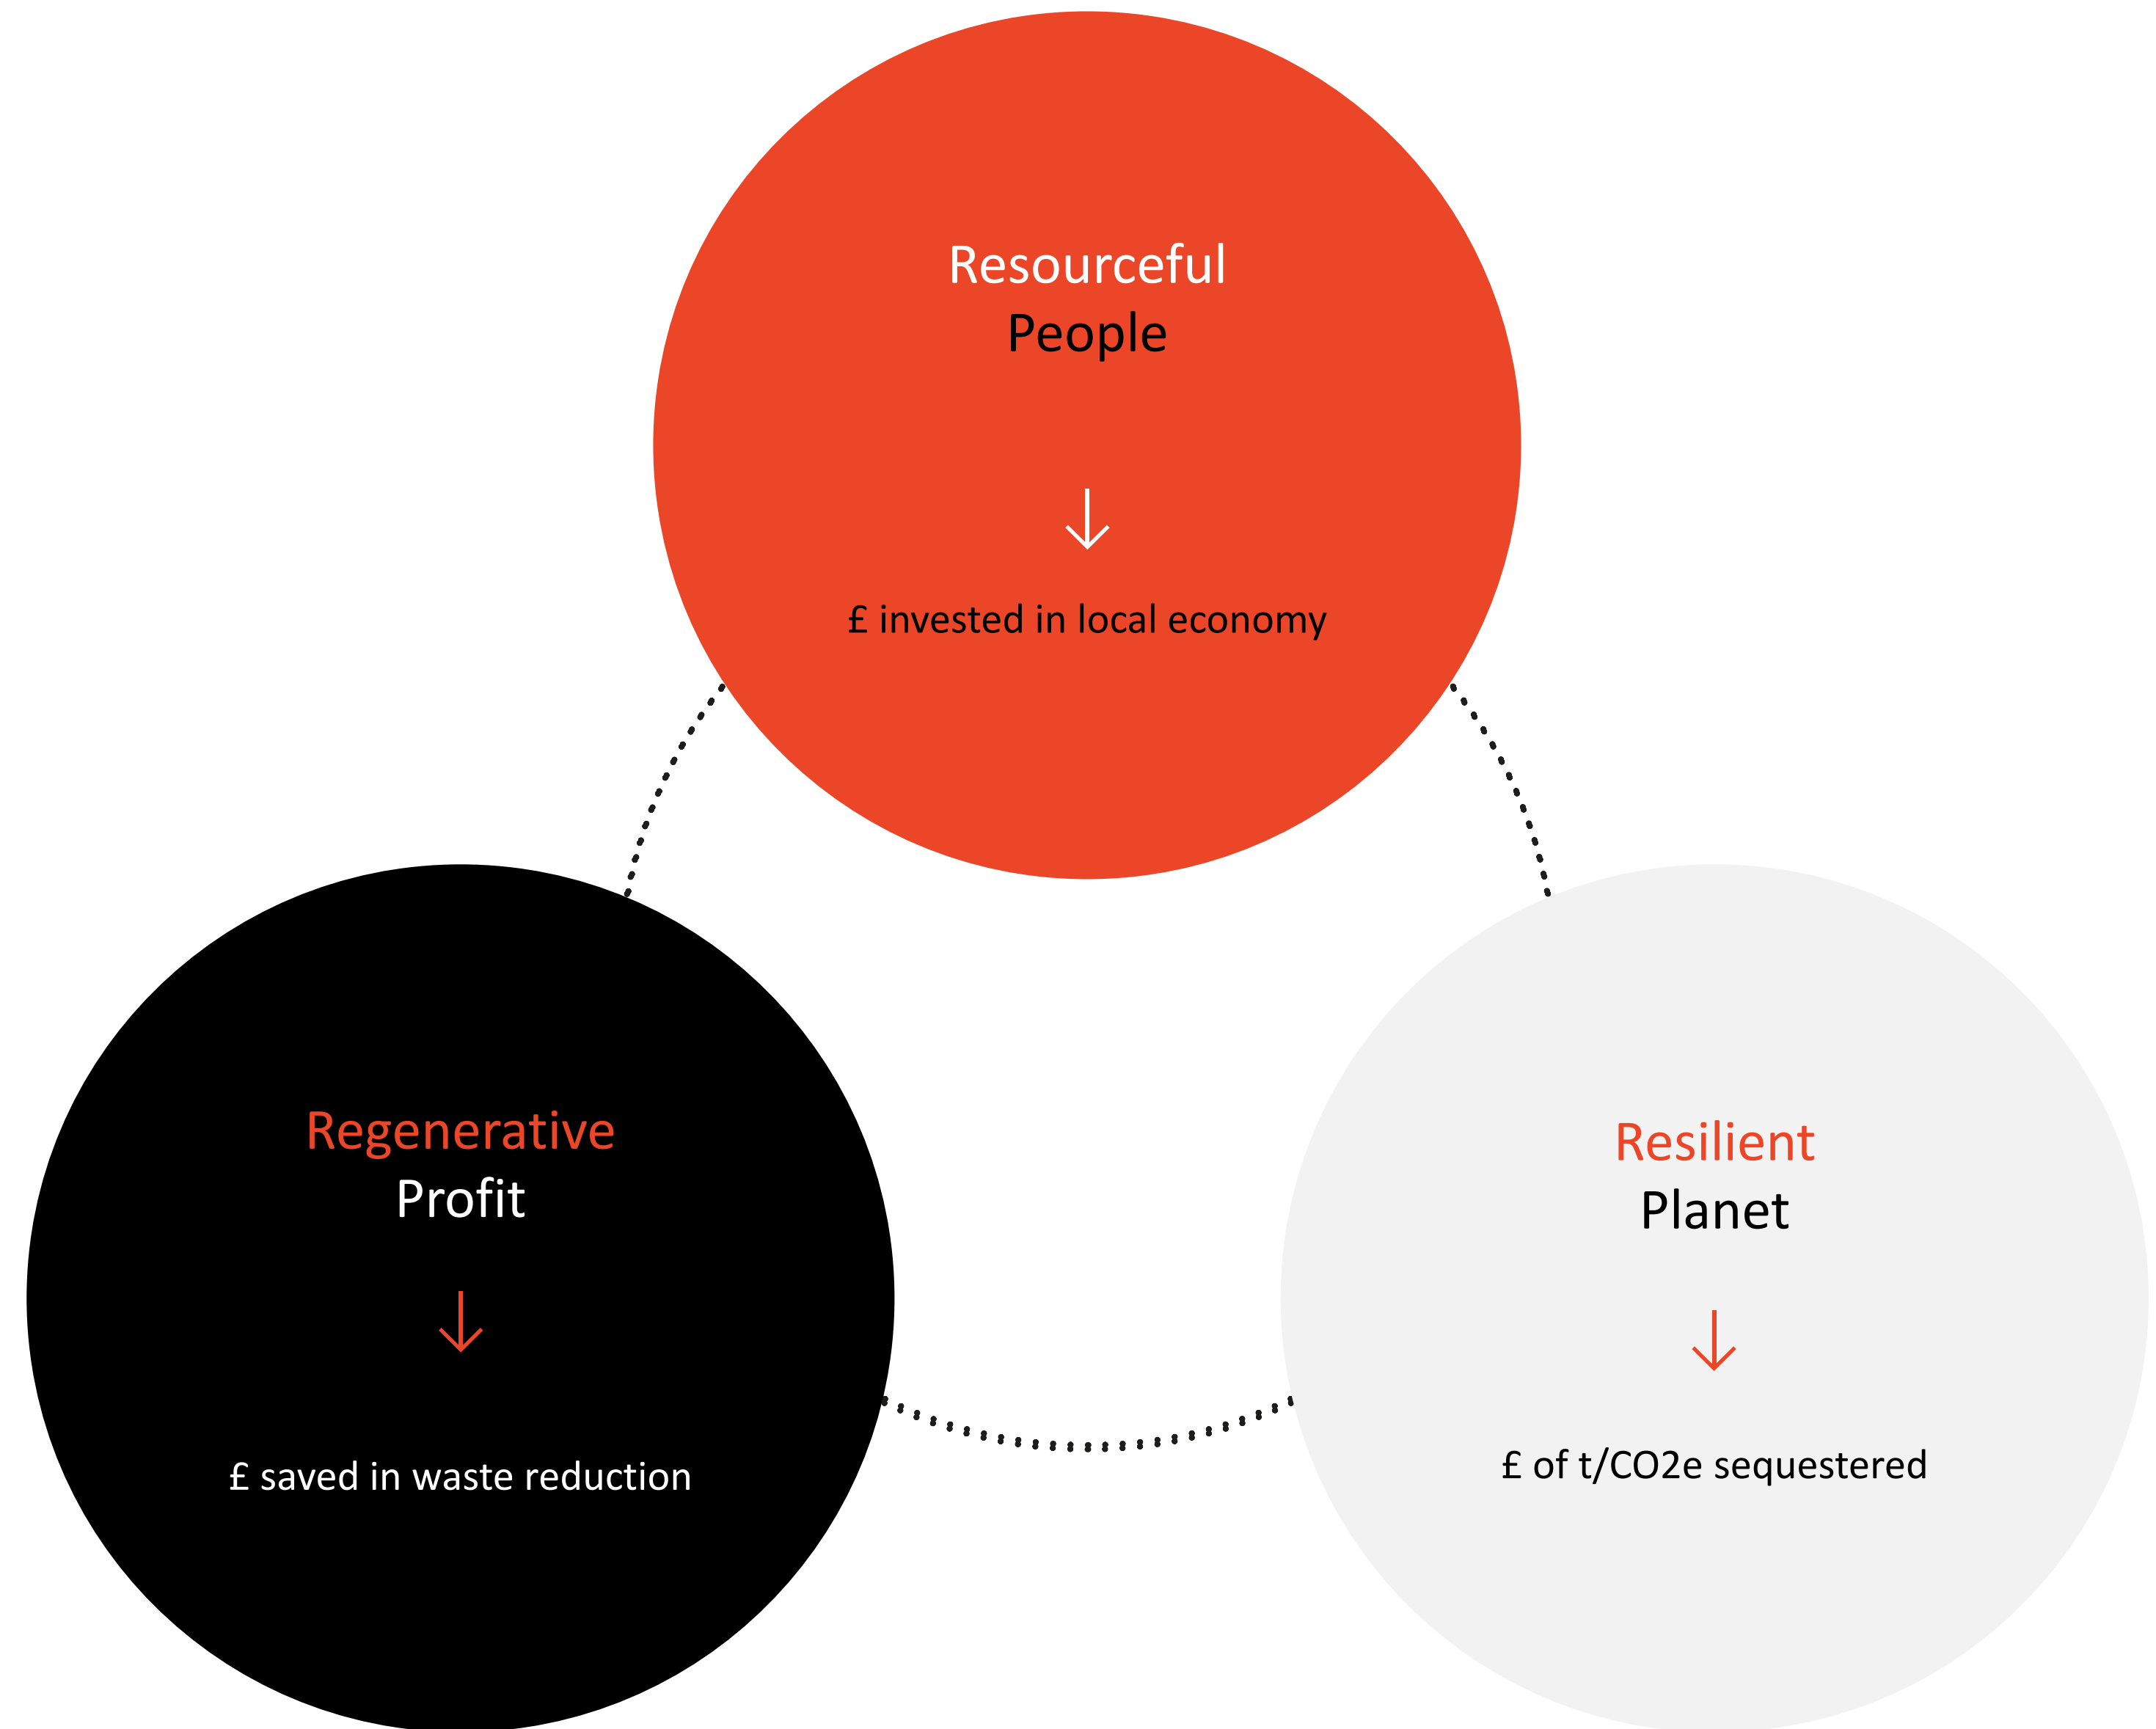 Resourceful
People
£ invested in local economy
Regenerative
Profit
£ saved in waste reduction
Resilient
Planet
£ of t/CO2e sequestered